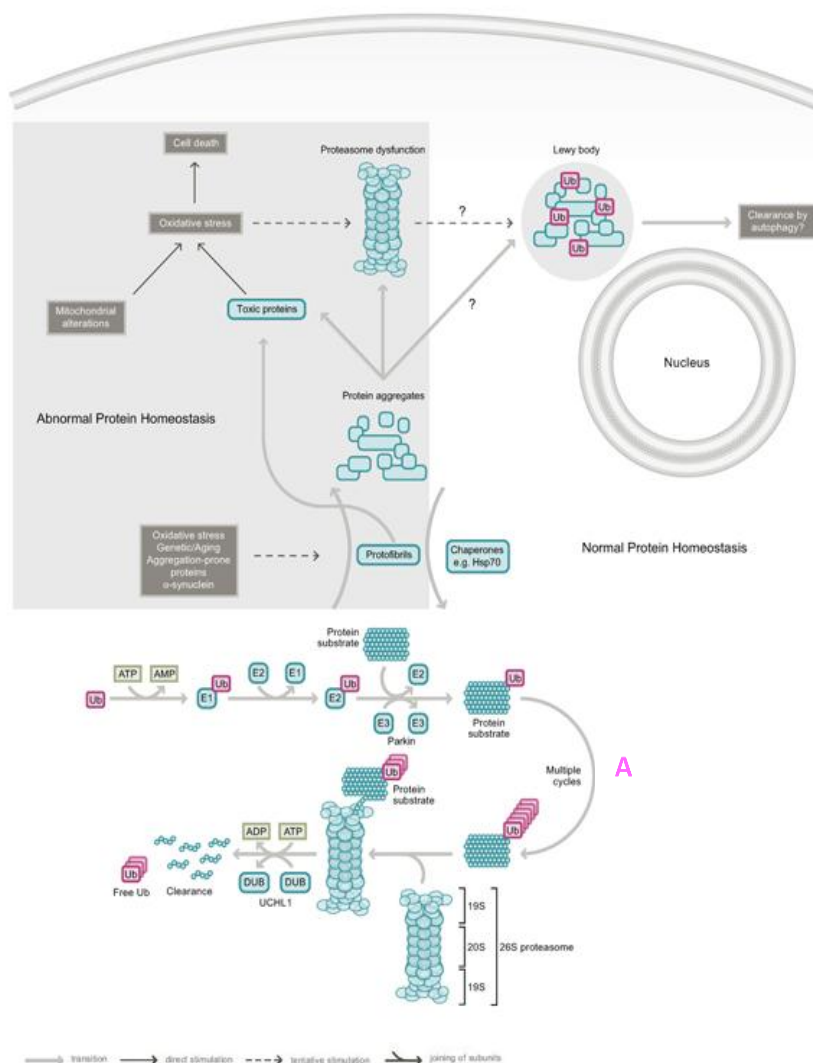 Cell death
Proteasome dysfunction
Lewy body
Ub
Ub
Ub
Ub
Oxidative stress
?
Clearance by
autophagy?
Mitochondrial
alterations
Toxic proteins
?
Nucleus
Protein aggregates
Abnormal Protein Homeostasis
Oxidative stress
Genetic/Aging
Aggregation-prone
proteins
α-synuclein
Protofibrils
Chaperones
e.g. Hsp70
Normal Protein Homeostasis
Protein
substrate
ATP
AMP
Ub
E2
E1
Ub
E2
Ub
Ub
E1
E2
E3
E3
Parkin
Protein
substrate
Multiple
cycles
A
Ub
Protein
substrate
Ub
ADP
ATP
Ub
Free Ub
Clearance
DUB
DUB
UCHL1
19S
20S
19S
26S proteasome
transition
direct stimulation
tentative stimulation
joining of subunits